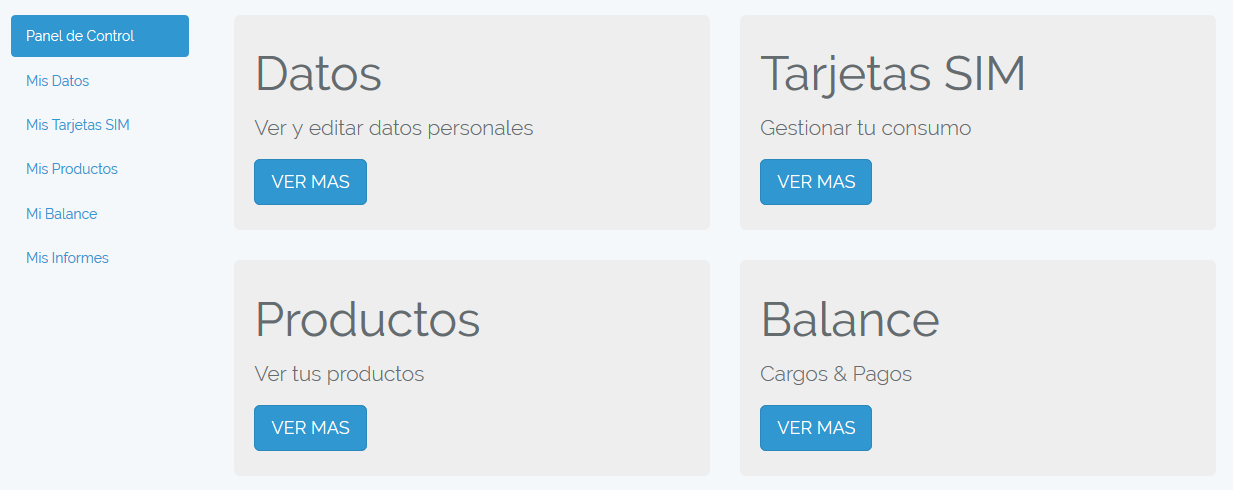 Panel de Control
Mis Datos
Mis Tarjetas SIM
Mis Productos
Mi Balance
Mis Informes
Datos
Ver y editar datos personales
VER MAS
Tarjetas SIM
Gestionar tu consumo
VER MAS
Productos
Ver tus productos
VER MAS
Balance
Cargos & Pagos
VER MAS